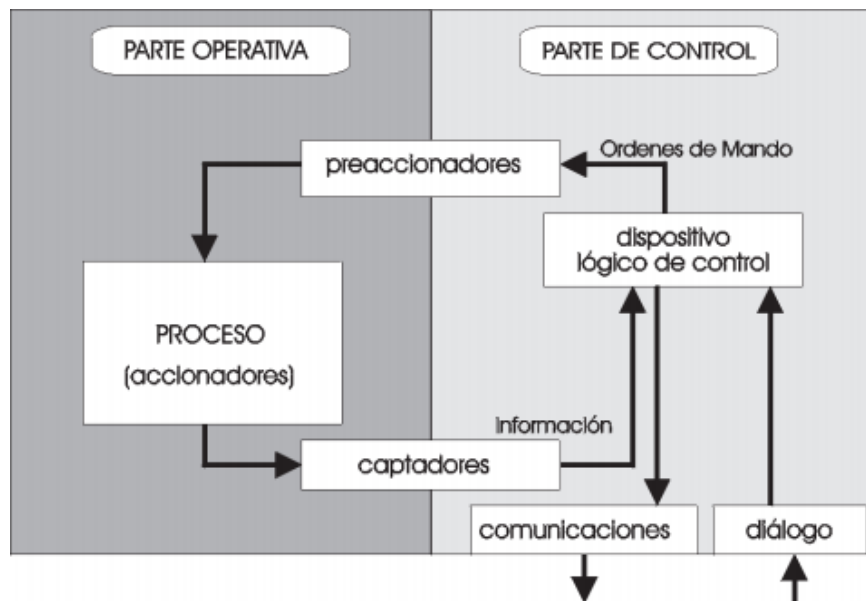 PARTE OPERATIVA
PARTE DE CONTROL
preaccionadores
Ordenes de Mando
dispositivo
lógico de control
PROCESO
(accionadores)
Información
captadores
comunicaciones
diálogo